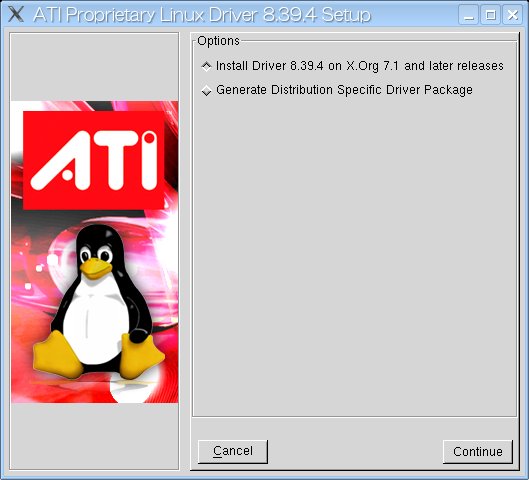 ATI Proprietary Linux Driver 8.39.4 Setup
ATI
Options
Install Driver 8.39.4 on X.Org 7.1 and later releases
Generate Distribution Specific Driver Package
Cancel
Continue